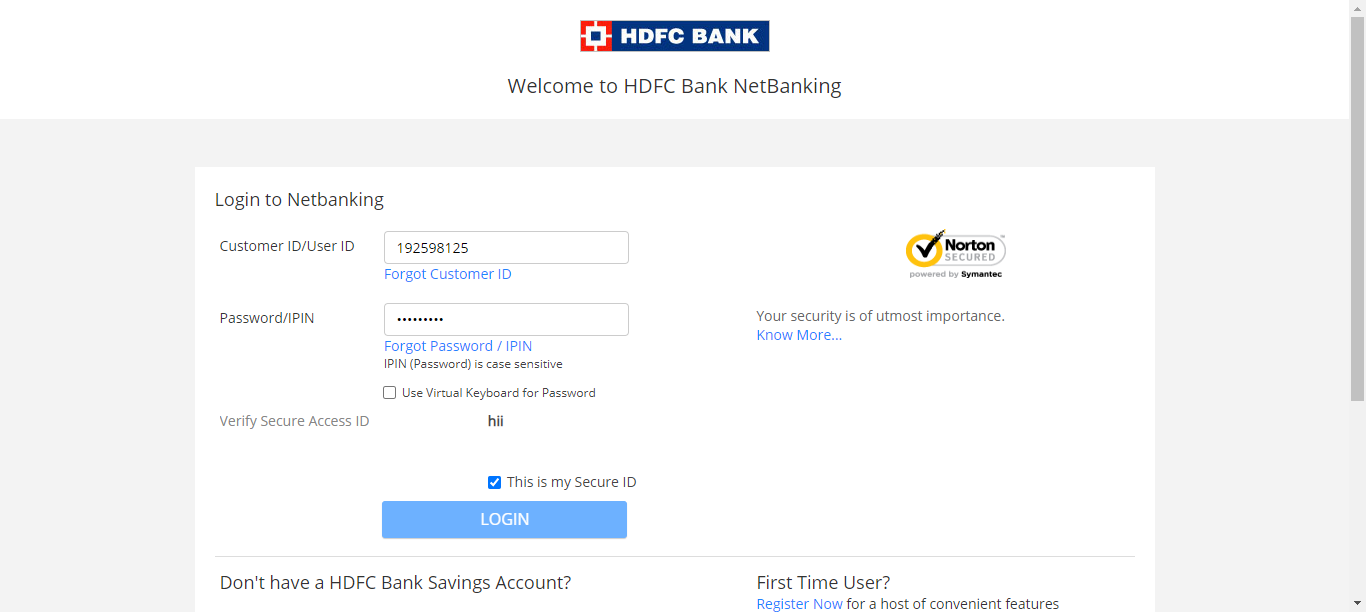 HDFC BANK
Welcome to HDFC Bank NetBanking
Login to Netbanking
Customer ID/User ID
192598125
Forgot Customer ID
Norton
SECURED
powered by Symantec
Password/IPIN
•••••••••
Forgot Password / IPIN
IPIN (Password) is case sensitive
Your security is of utmost importance.
Know More...
Use Virtual Keyboard for Password
Verify Secure Access ID
hii
This is my Secure ID
LOGIN
Don't have a HDFC Bank Savings Account?
First Time User?
Register Now for a host of convenient features